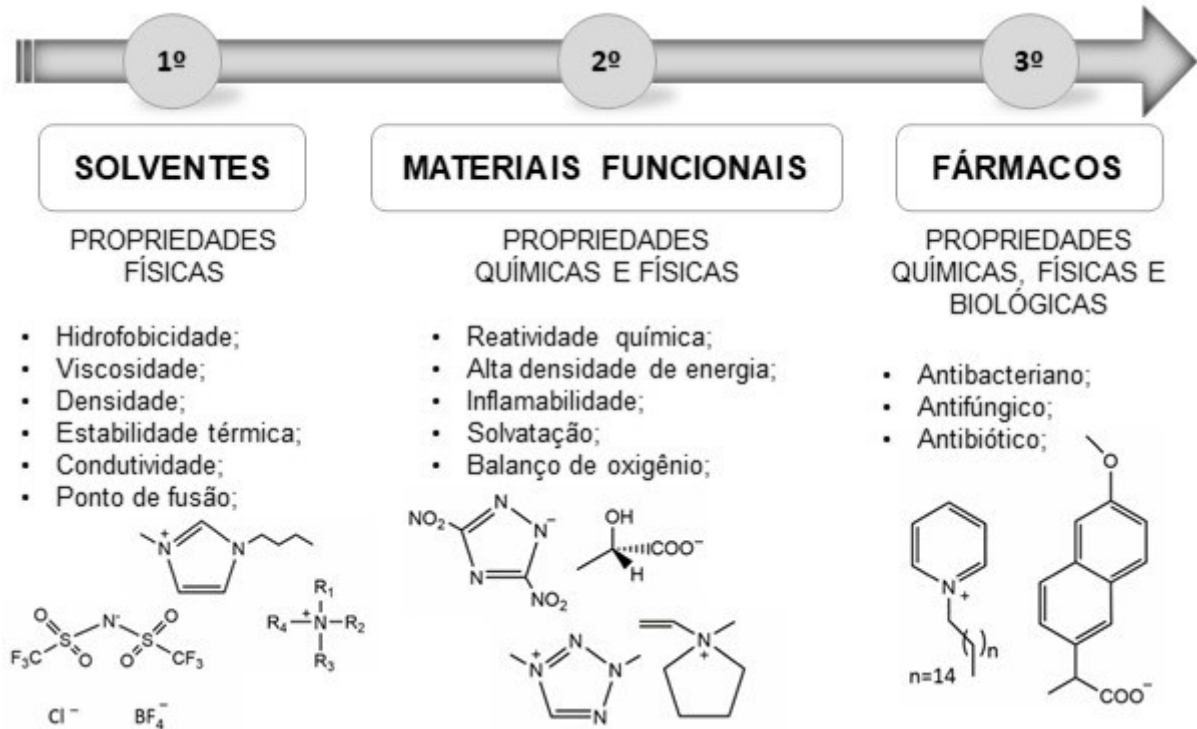 1º
2º
3º
SOLVENTES
MATERIAIS FUNCIONAIS
FÁRMACOS
PROPRIEDADES
FÍSICAS
• Hidrofobicidade;
• Viscosidade;
• Densidade;
• Estabilidade térmica;
• Condutividade;
• Ponto de fusão;
N
+
N
R₁
R₄
+
N
R₂
R₃
O
O
N⁻
O
O
S
S
F₃C
O
O
CF₃
Cl⁻
BF₄⁻
PROPRIEDADES
QUÍMICAS E FÍSICAS
• Reatividade química;
• Alta densidade de energia;
• Inflamabilidade;
• Solvatação;
• Balanço de oxigênio;
NO₂
N
N⁻
N
NO₂
OH
COO⁻
H
+
N
N
N
N
N
+
PROPRIEDADES
QUÍMICAS, FÍSICAS E
BIOLÓGICAS
• Antibacteriano;
• Antifúngico;
• Antibiótico;
N
+
( )n
n=14
O
COO⁻